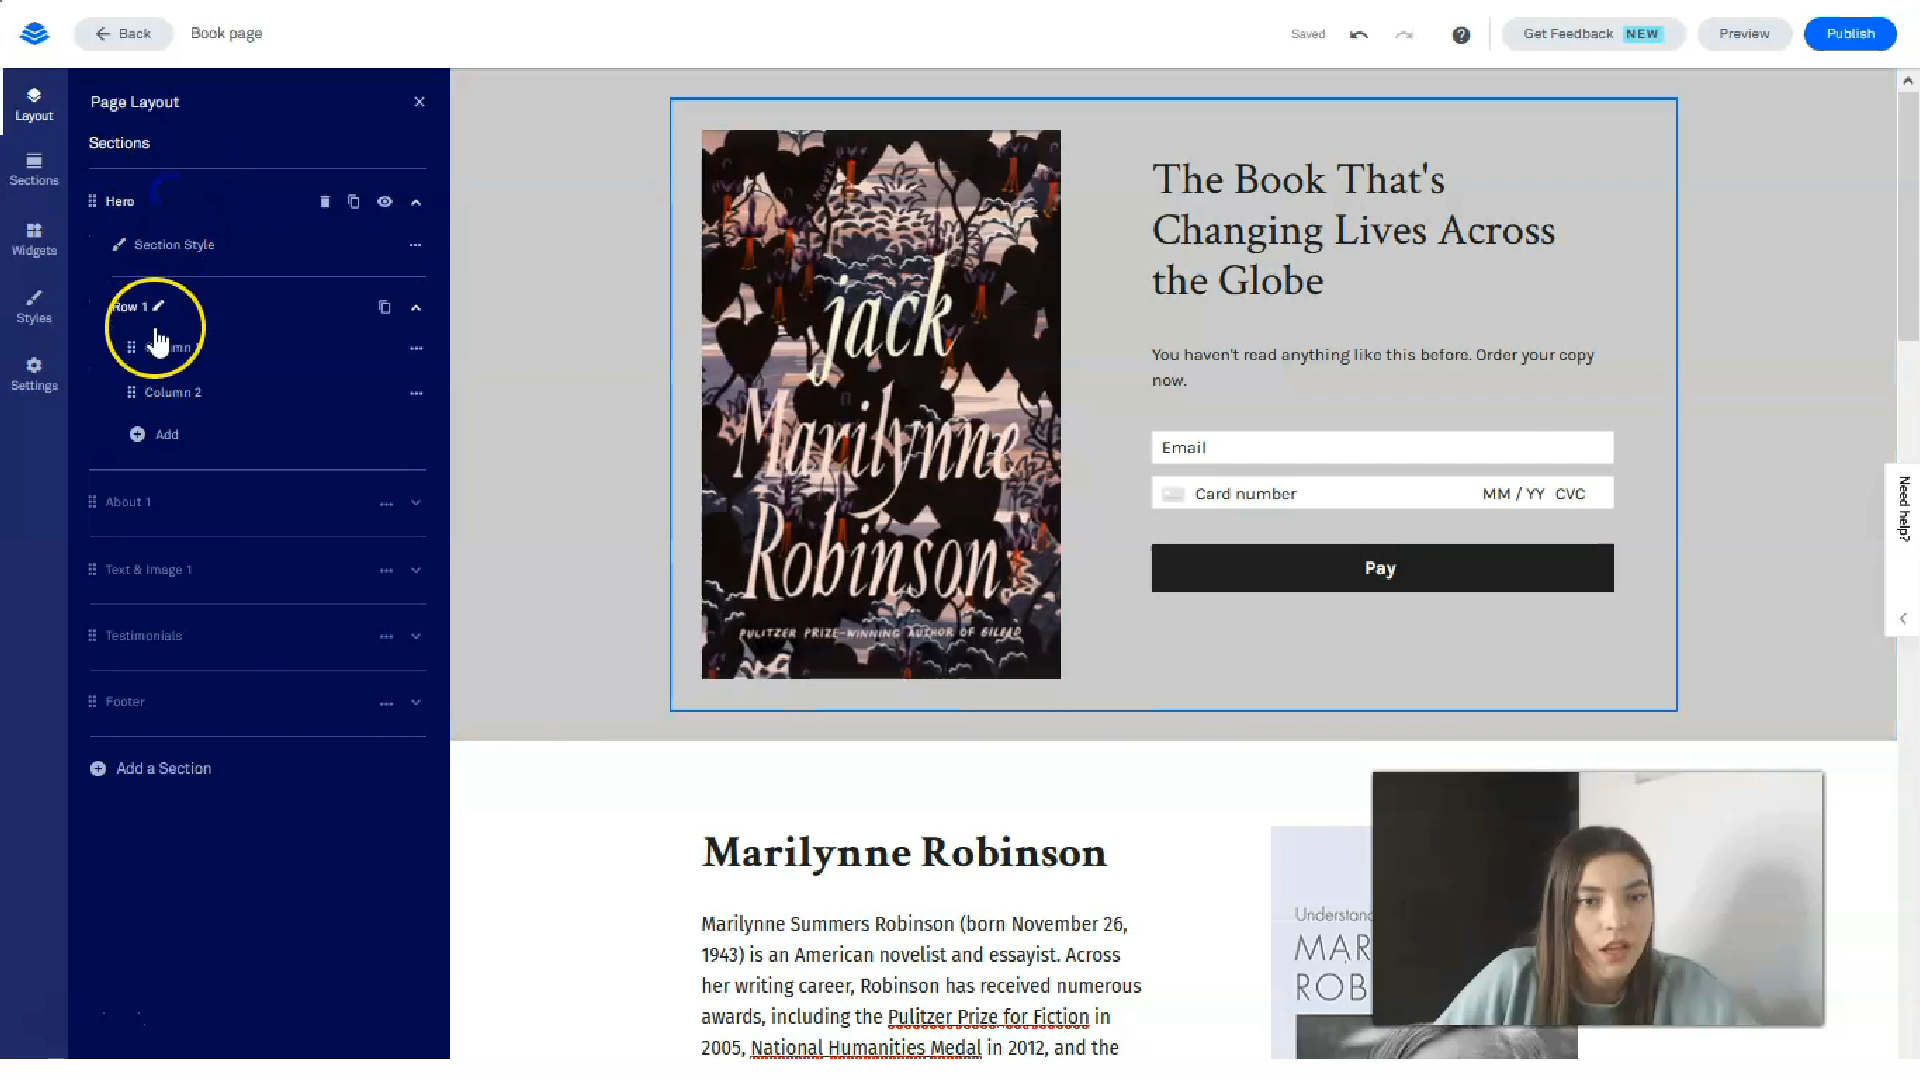 Back
Book page
Saved
Get Feedback NEW
Preview
Publish
Layout
Sections
Widgets
Styles
Settings
Page Layout
Sections
Hero
Section Style
Row 1
Column 2
Add
About 1
Text & Image 1
Testimonials
Footer
Add a Section
A NOVEL
jack
Marilynne
Robinson
PULITZER PRIZE-WINNING AUTHOR OF GILEAD
The Book That's
Changing Lives Across
the Globe
You haven't read anything like this before. Order your copy
now.
Email
Card number MM / YY CVC
Pay
Need help?
Marilynne Robinson
Marilynne Summers Robinson (born November 26,
1943) is an American novelist and essayist. Across
her writing career, Robinson has received numerous
awards, including the Pulitzer Prize for Fiction in
2005, National Humanities Medal in 2012, and the
Understand
MAR
ROB